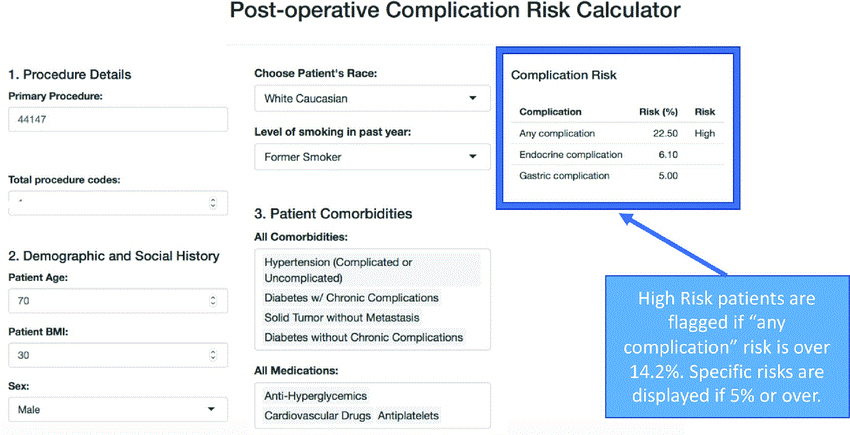 Post-operative Complication Risk Calculator
1. Procedure Details
Primary Procedure:
44147
Total procedure codes:
2. Demographic and Social History
Patient Age:
70
Patient BMI:
30
Sex:
Male
Choose Patient's Race:
White Caucasian
Level of smoking in past year:
Former Smoker
3. Patient Comorbidities
All Comorbidities:
Hypertension (Complicated or
Uncomplicated)
Diabetes w/ Chronic Complications
Solid Tumor without Metastasis
Diabetes without Chronic Complications
All Medications:
Anti-Hyperglycemics
Cardiovascular Drugs Antiplatelets
Complication Risk
Complication Risk (%) Risk
Any complication 22.50 High
Endocrine complication 6.10
Gastric complication 5.00
High Risk patients are
flagged if “any
complication” risk is over
14.2%. Specific risks are
displayed if 5% or over.